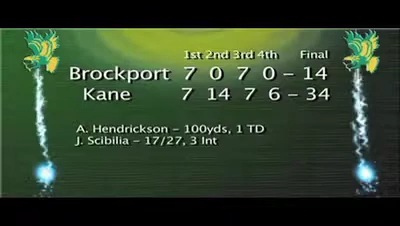 1st 2nd 3rd 4th Final
Brockport 7 0 7 0 – 14
Kane 7 14 7 6 – 34
A. Hendrickson – 100yds, 1 TD
J. Scibilia – 17/27, 3 Int